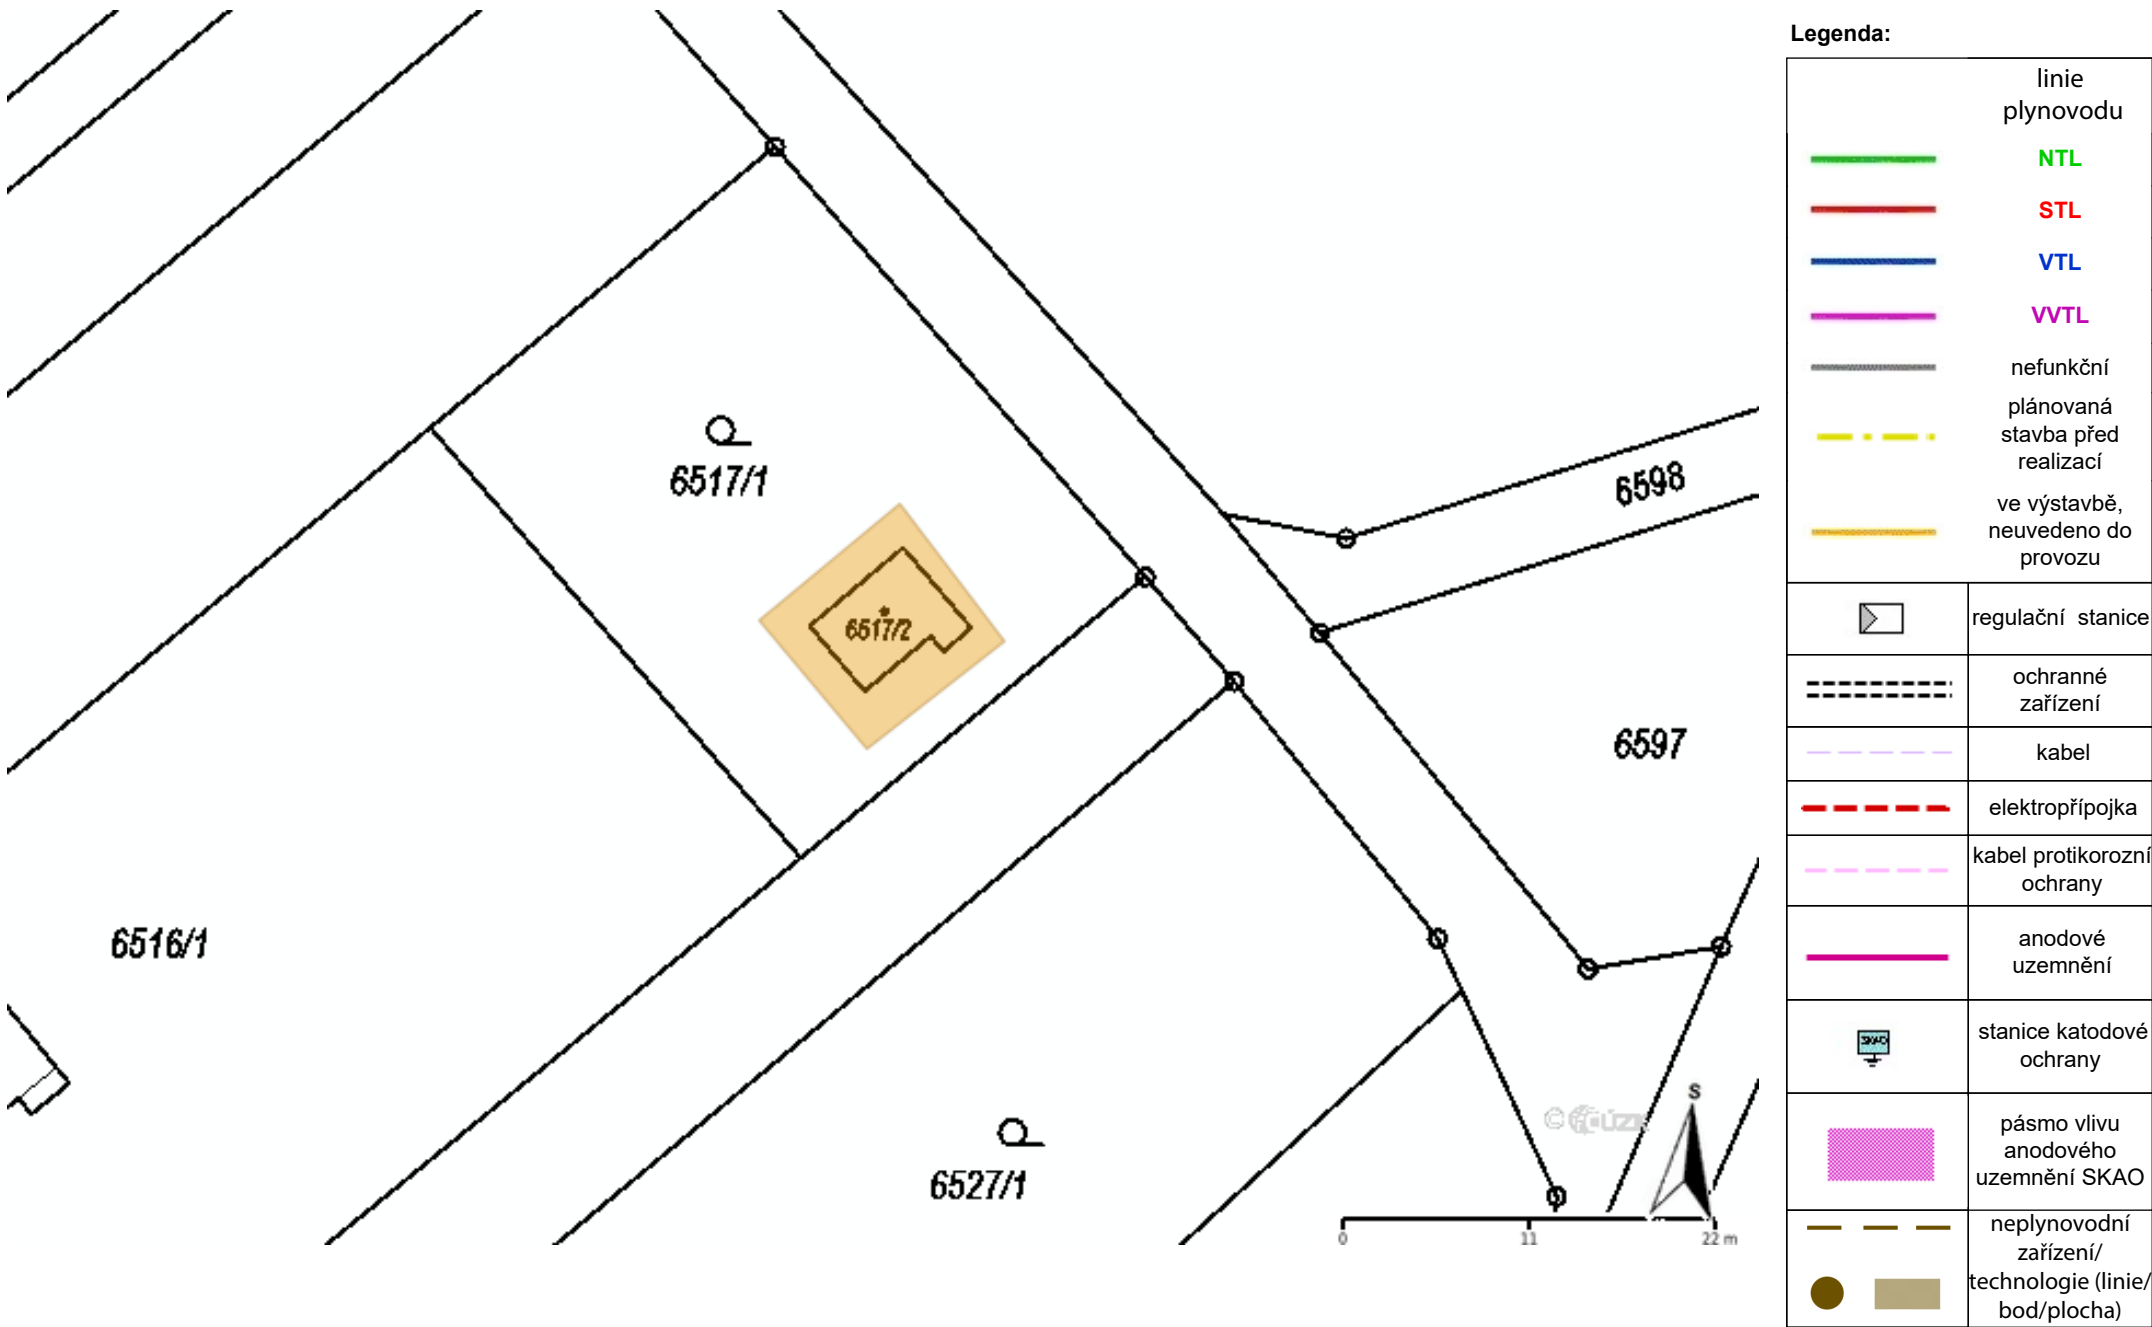 6517/1
6517/2
6598
6597
6516/1
6527/1
S
0 11 22 m
Legenda:
linie
plynovodu
NTL
STL
VTL
VVTL
nefunkční
plánovaná
stavba před
realizací
ve výstavbě,
neuvedeno do
provozu
regulační stanice
ochranné
zařízení
kabel
elektropřípojka
kabel protikorozní
ochrany
anodové
uzemnění
SKAO
stanice katodové
ochrany
pásmo vlivu
anodového
uzemnění SKAO
neplynovodní
zařízení/
technologie (linie/
bod/plocha)